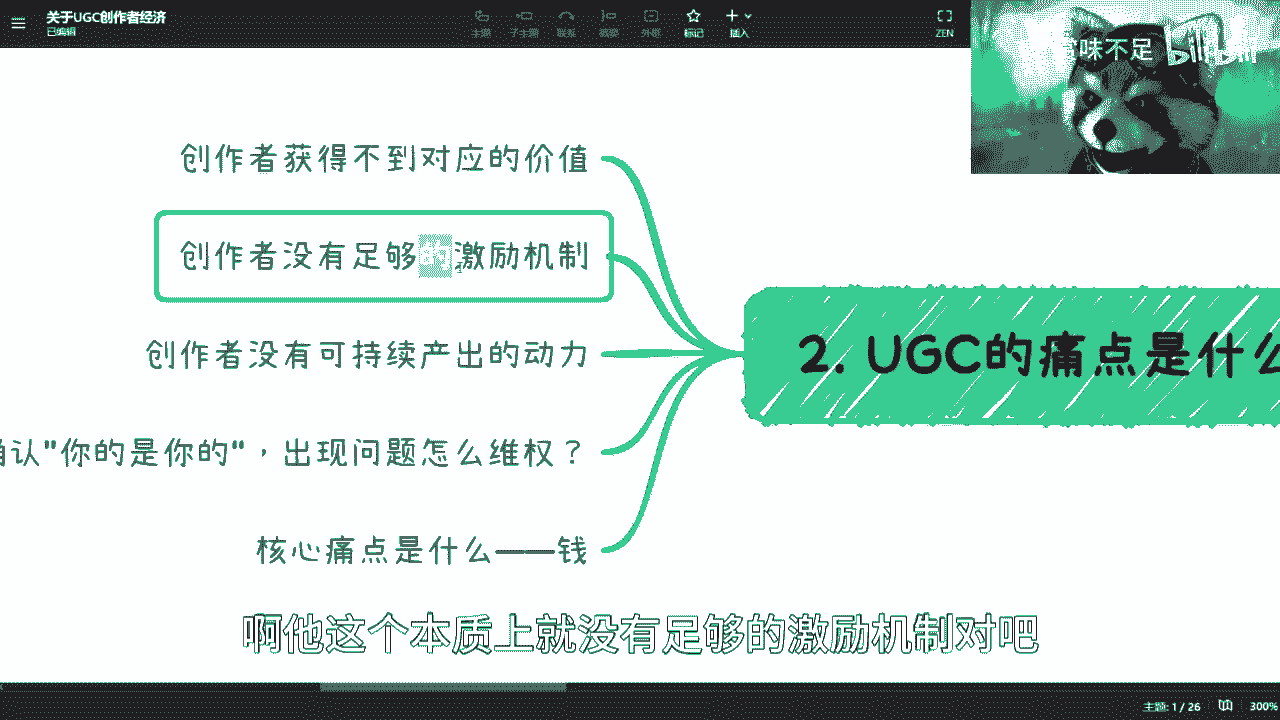 关于UGC创作者经济
已编辑
主题
子主题
联系
概要
外框
标记
插入
ZEN
味不足 bilibili
创作者获得不到对应的价值
创作者没有足够的激励机制
创作者没有可持续产出的动力
确认"你的是你的"，出现问题怎么维权？
核心痛点是什么——钱
2. UGC的痛点是什么
啊他这个本质上就没有足够的激励机制对吧
主题: 1 / 26
300%